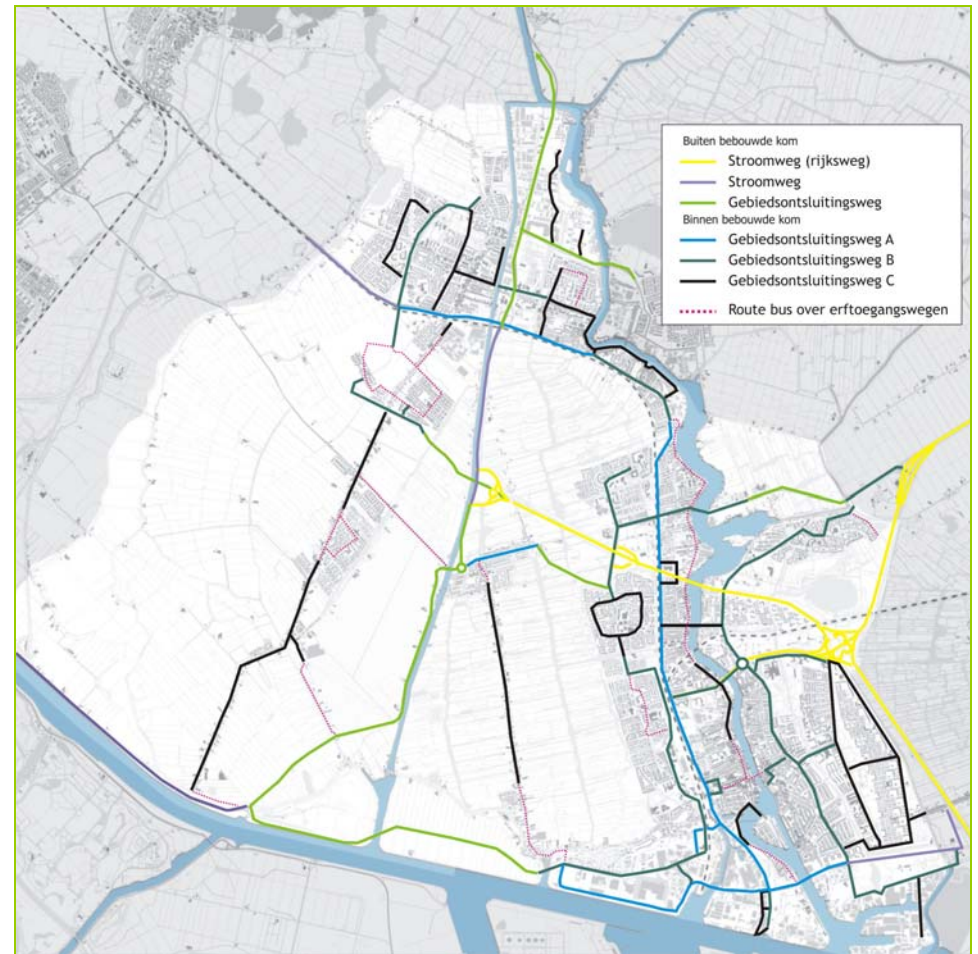 Buiten bebouwde kom
Stroomweg (rijksweg)
Stroomweg
Gebiedsontsluitingsweg
Binnen bebouwde kom
Gebiedsontsluitingsweg A
Gebiedsontsluitingsweg B
Gebiedsontsluitingsweg C
Route bus over erftoegangswegen